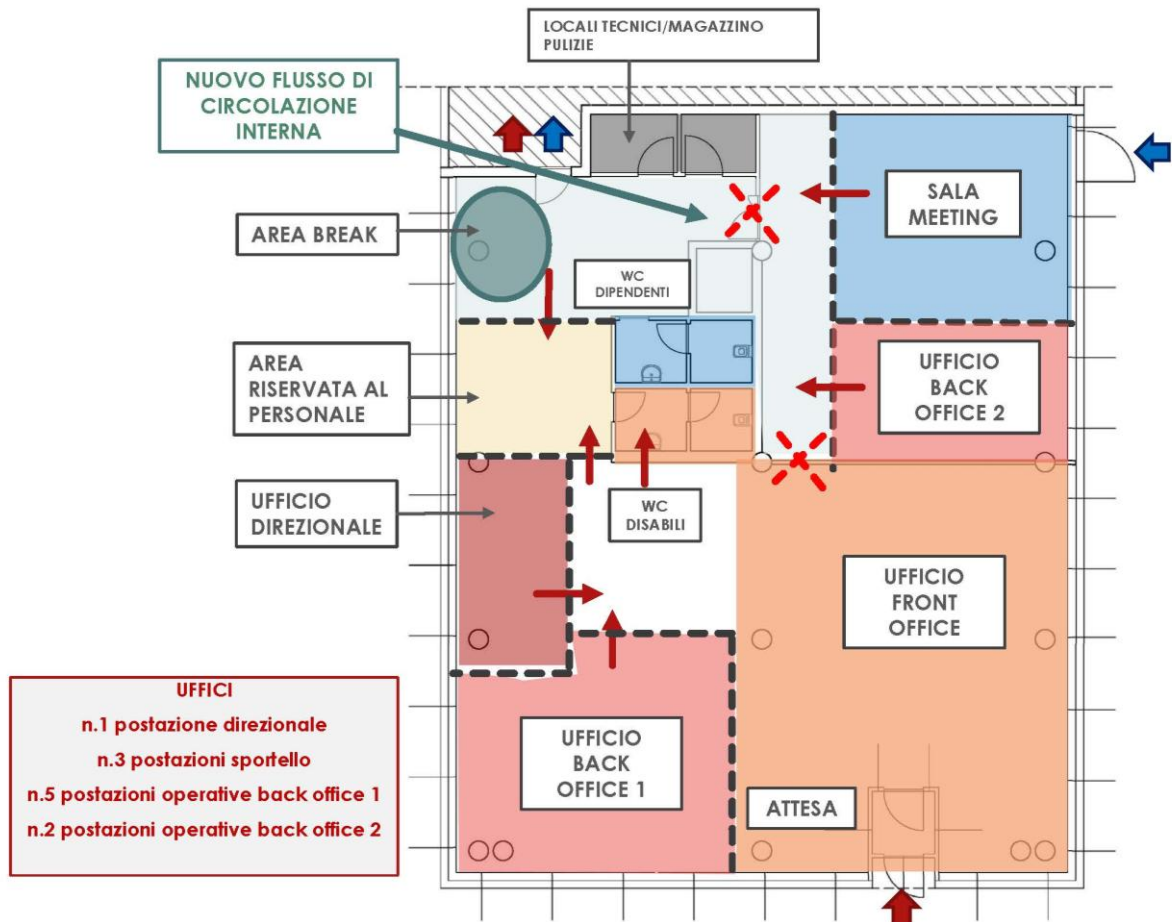 LOCALI TECNICI/MAGAZZINO
PULIZIE
NUOVO FLUSSO DI
CIRCOLAZIONE
INTERNA
SALA
MEETING
AREA BREAK
WC
DIPENDENTI
AREA
RISERVATA AL
PERSONALE
UFFICIO
BACK
OFFICE 2
UFFICIO
DIREZIONALE
WC
DISABILI
UFFICIO
FRONT
OFFICE
UFFICI
n.1 postazione direzionale
n.3 postazioni sportello
n.5 postazioni operative back office 1
n.2 postazioni operative back office 2
UFFICIO
BACK
OFFICE 1
ATTESA